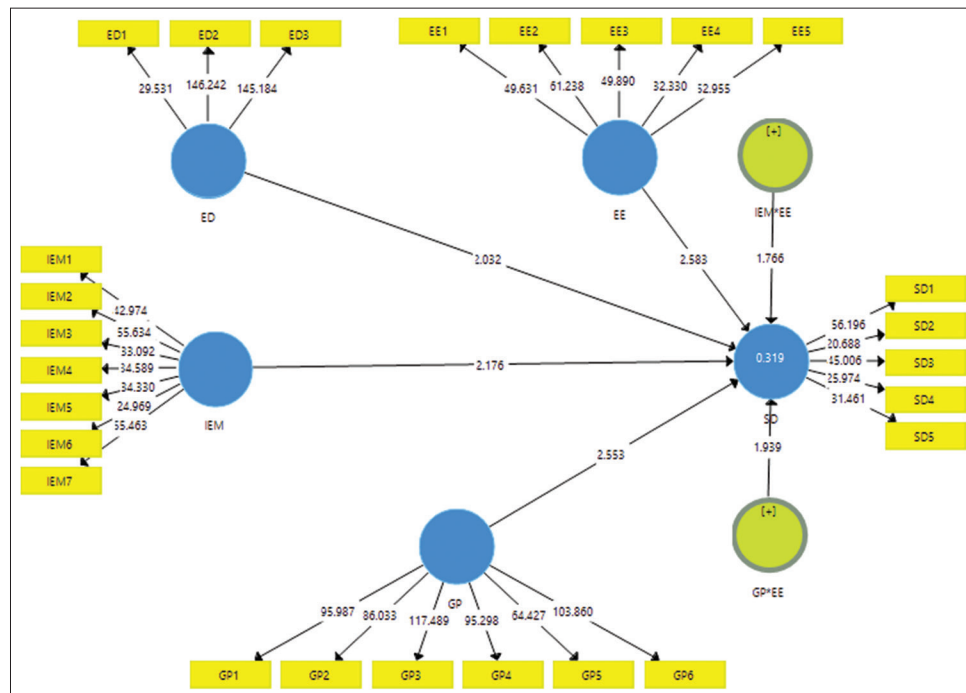 ED1 ED2 ED3
EE1 EE2 EE3 EE4 EE5
29.531 146.242 145.184
49.631 61.238 49.890 32.330 52.955
[+]
ED
EE
IEM*EE
2.032
2.583
1.766
IEM1
IEM2
IEM3
IEM4
IEM5
IEM6
IEM7
42.974
55.634
33.092
34.589
34.330
24.969
IEM
2.176
0.319
SD
56.196
20.688
45.006
25.974
31.461
SD1
SD2
SD3
SD4
SD5
2.553
1.939
[+]
GP
GP*EE
95.987 86.033 117.489 95.298 64.427 103.860
GP1 GP2 GP3 GP4 GP5 GP6